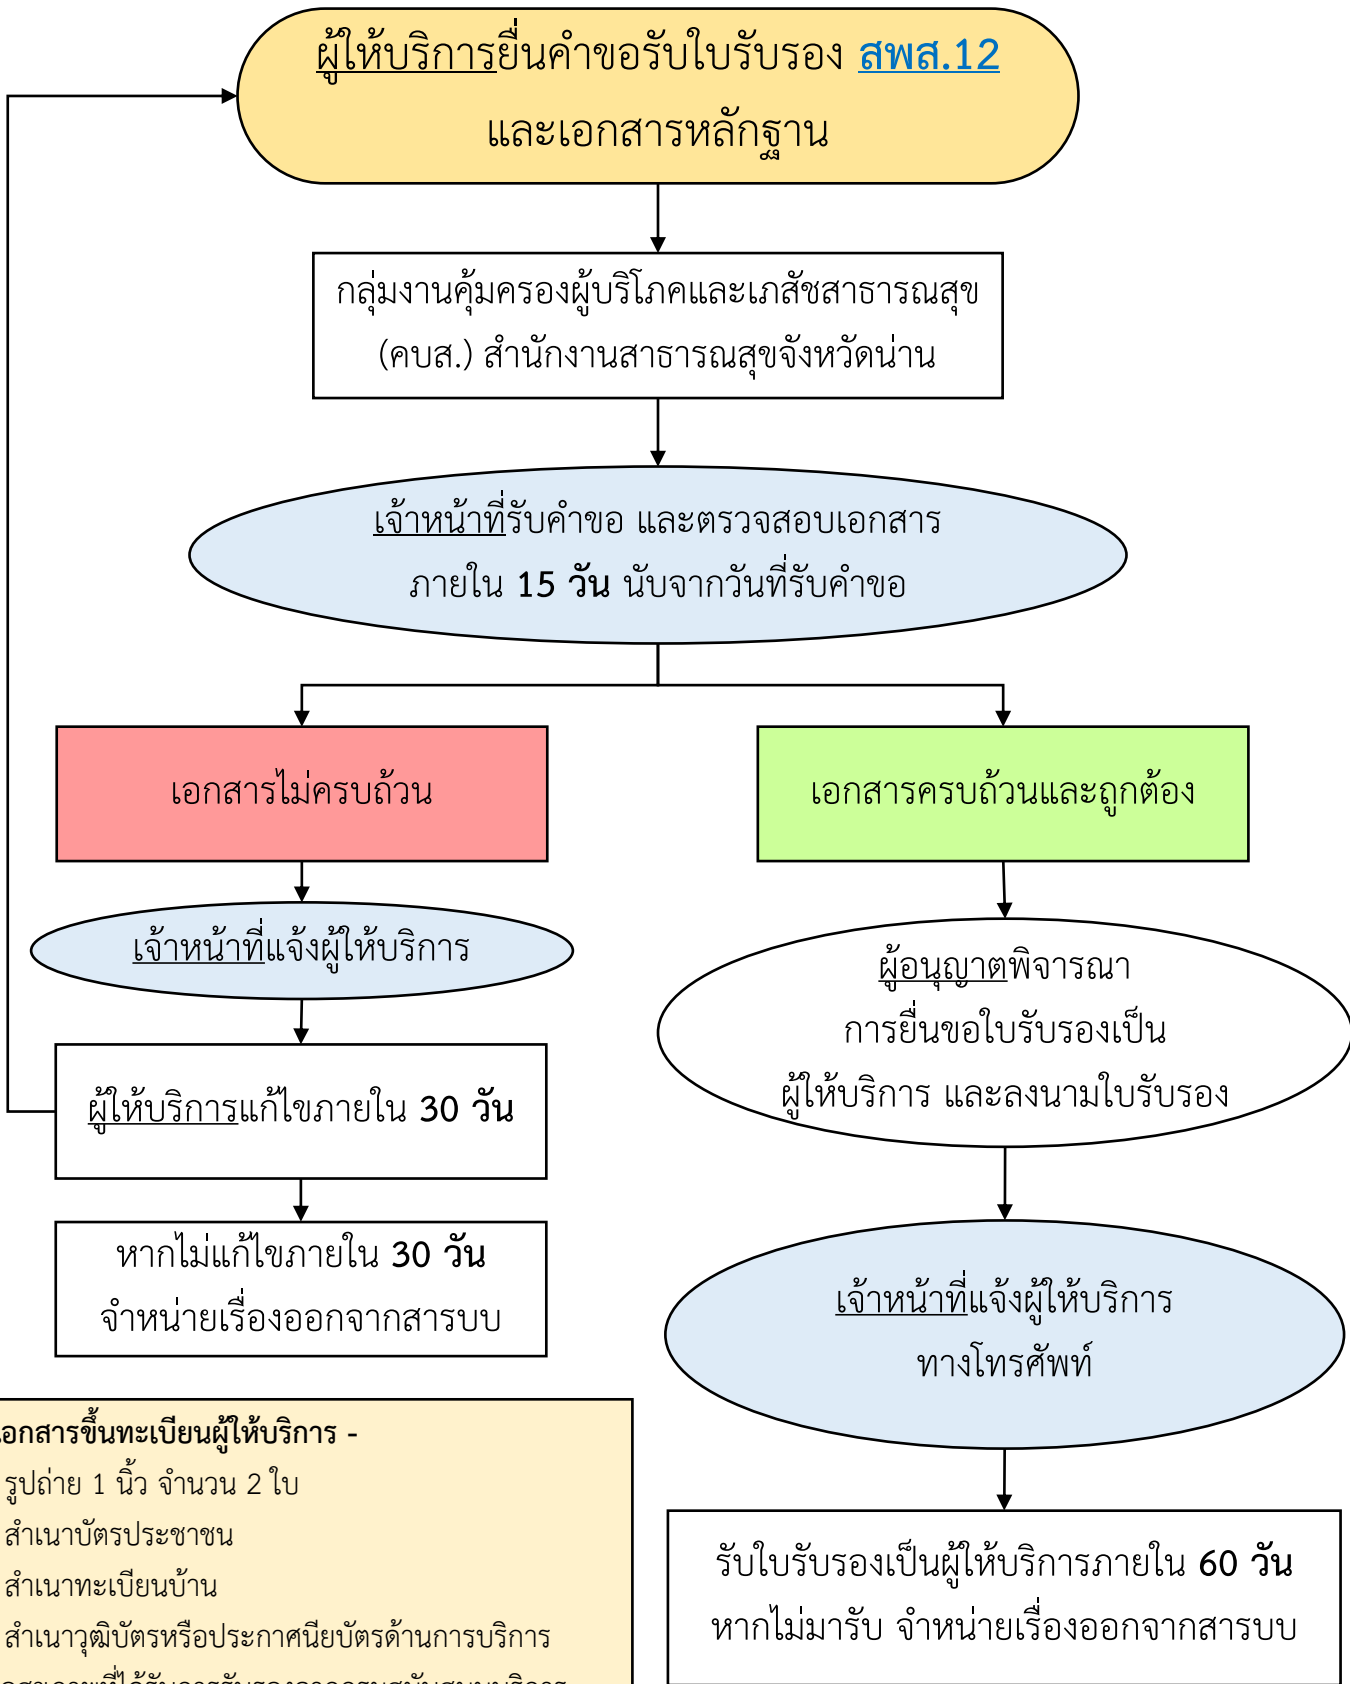 ผู้ให้บริการยื่นคำขอรับใบรับรอง สพส.12
และเอกสารหลักฐาน
กลุ่มงานคุ้มครองผู้บริโภคและเภสัชสาธารณสุข
(คบส.) สำนักงานสาธารณสุขจังหวัดน่าน
เจ้าหน้าที่รับคำขอ และตรวจสอบเอกสาร
ภายใน 15 วัน นับจากวันที่รับคำขอ
เอกสารไม่ครบถ้วน
เอกสารครบถ้วนและถูกต้อง
เจ้าหน้าที่แจ้งผู้ให้บริการ
ผู้อนุญาตพิจารณา
การยื่นขอใบรับรองเป็น
ผู้ให้บริการ และลงนามใบรับรอง
ผู้ให้บริการแก้ไขภายใน 30 วัน
หากไม่แก้ไขภายใน 30 วัน
จำหน่ายเรื่องออกจากสารบบ
เจ้าหน้าที่แจ้งผู้ให้บริการ
ทางโทรศัพท์
เอกสารขึ้นทะเบียนผู้ให้บริการ -
รูปถ่าย 1 นิ้ว จำนวน 2 ใบ
สำเนาบัตรประชาชน
สำเนาทะเบียนบ้าน
สำเนาวุฒิบัตรหรือประกาศนียบัตรด้านการบริการ
รับใบรับรองเป็นผู้ให้บริการภายใน 60 วัน
หากไม่มารับ จำหน่ายเรื่องออกจากสารบบ